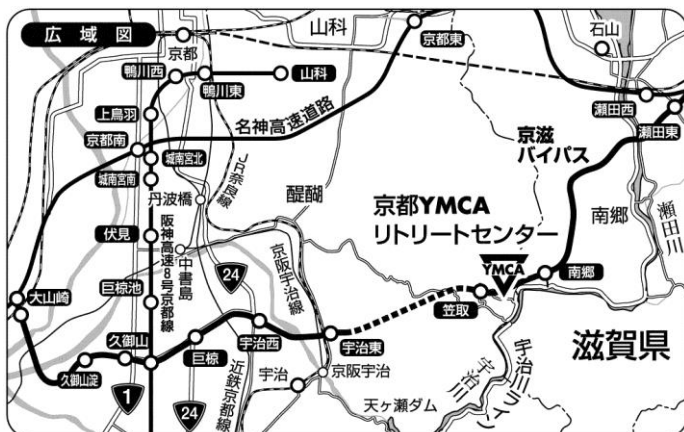 広域図
京都
山科
京都東
石山
鴨川西
鴨川東
山科
上鳥羽
名神高速道路
瀬田西
瀬田東
京都南
城南宮北
城南宮南
JR奈良線
京滋
バイパス
丹波橋
醍醐
京都YMCA
リトリートセンター
南郷
瀬田川
伏見
阪神高速8号京都線
中書島
24
京阪宇治線
YMCA
南郷
大山崎
巨椋池
笠取
滋賀県
久御山
巨椋
宇治西
宇治東
久御山淀
1
24
近鉄京都線
宇治
京阪宇治
天ヶ瀬ダム
宇治川
宇治川ライン